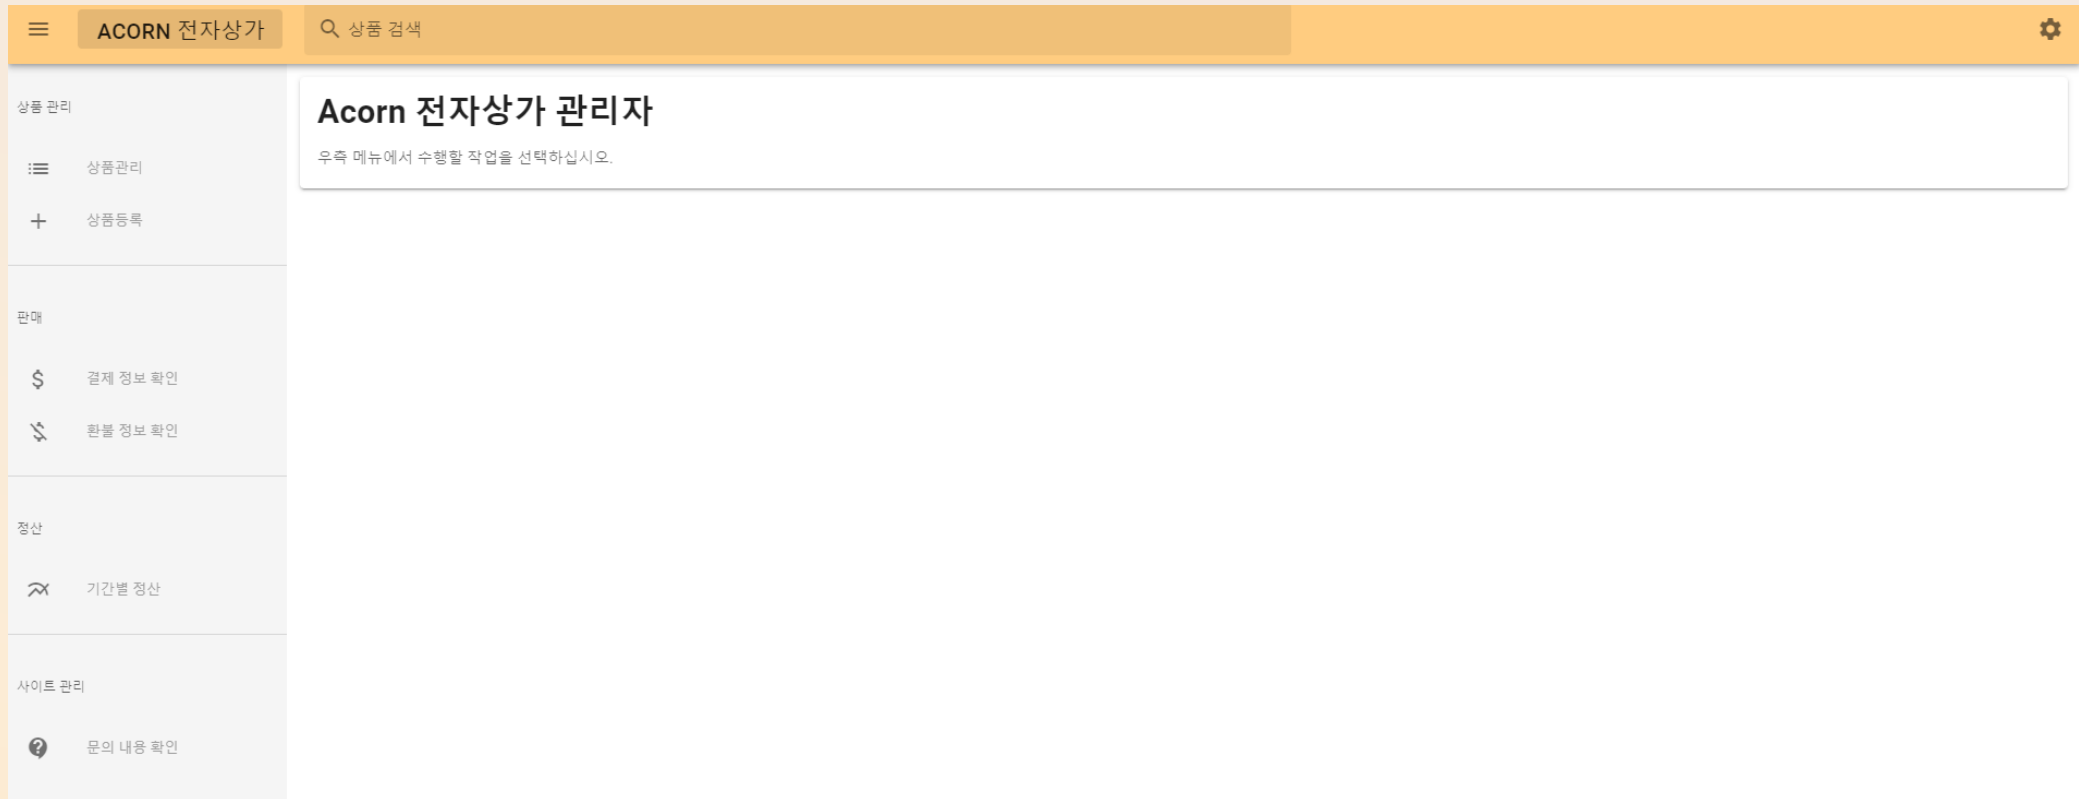 ACORN 전자상가
상품 검색
상품 관리
상품관리
상품등록
판매
결제 정보 확인
환불 정보 확인
정산
기간별 정산
사이트 관리
문의 내용 확인
Acorn 전자상가 관리자
우측 메뉴에서 수행할 작업을 선택하십시오.